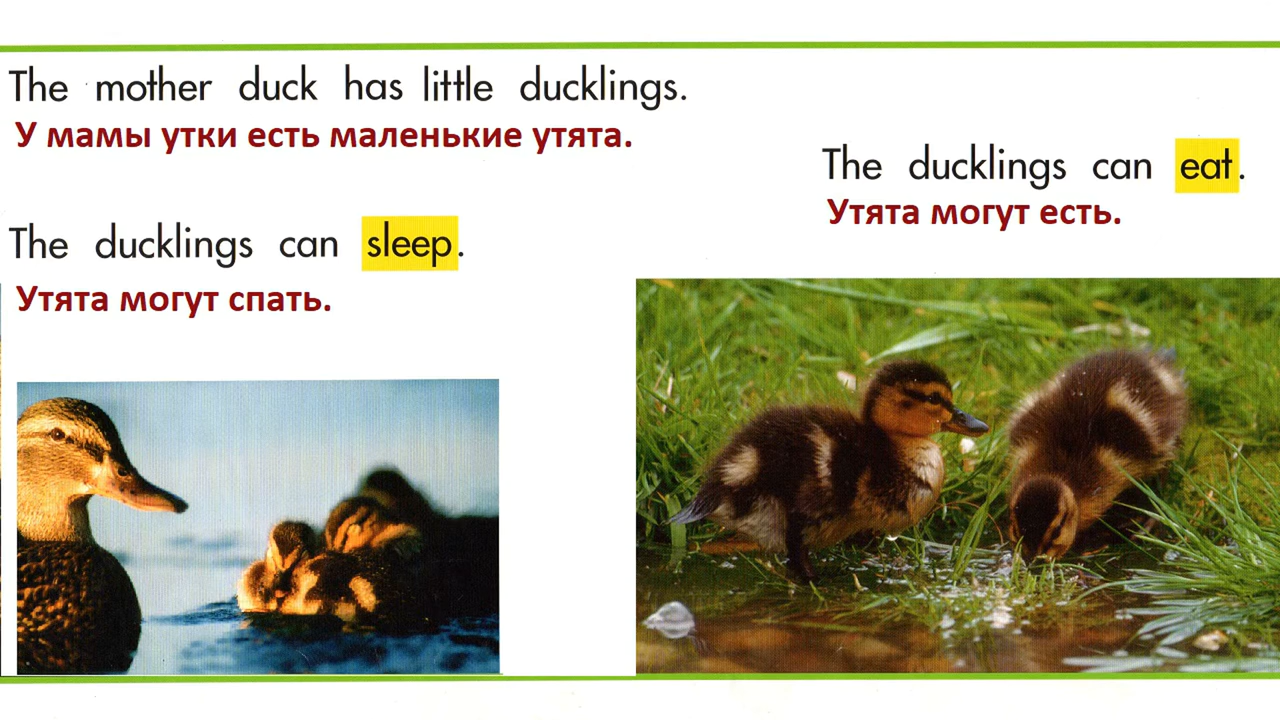 The mother duck has little ducklings.
У мамы утки есть маленькие утята.
The ducklings can sleep.
Утята могут спать.
The ducklings can eat.
Утята могут есть.